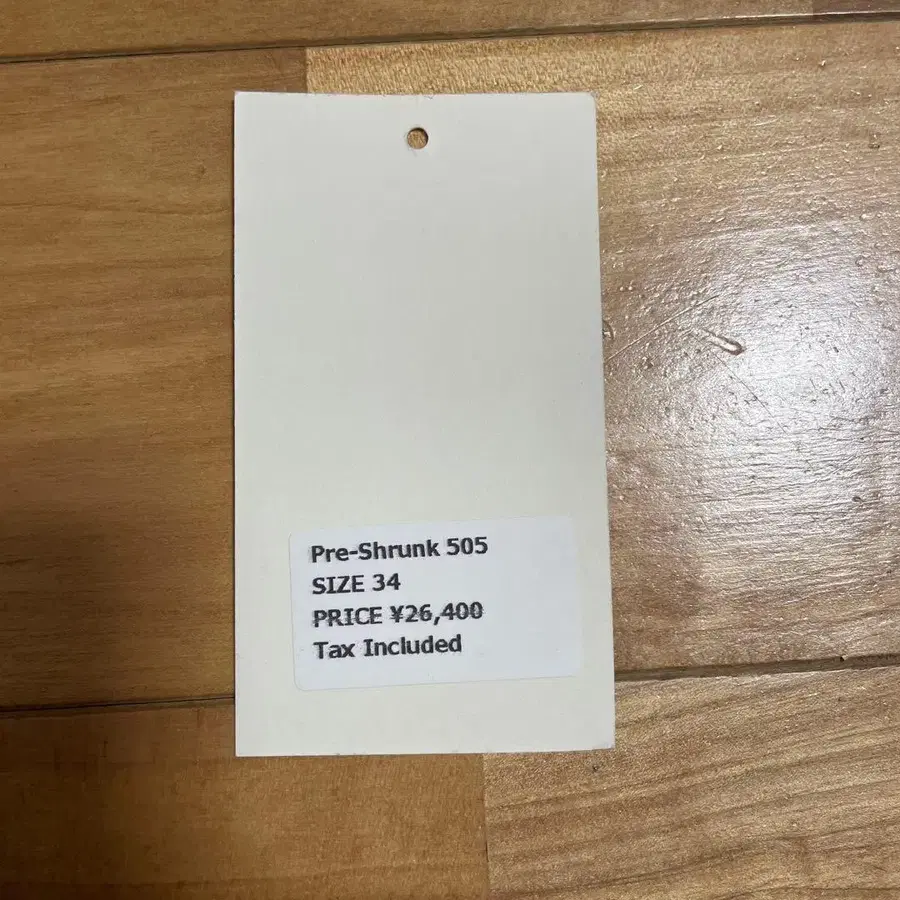 Pre-Shrunk 505
SIZE 34
PRICE ¥26,400
Tax Included